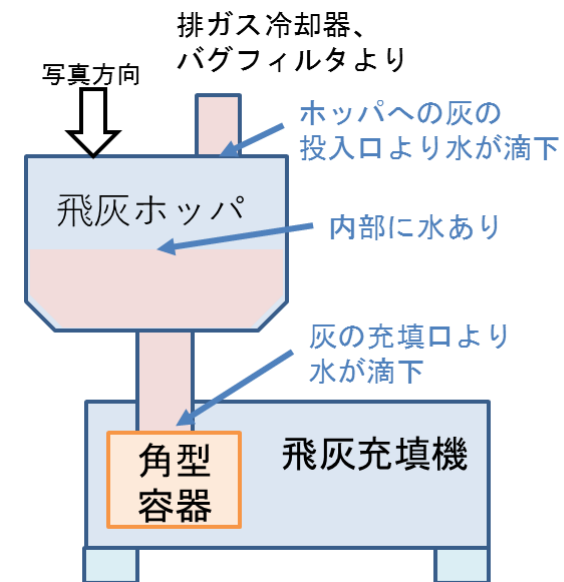 排ガス冷却器、
バグフィルタより
写真方向
ホッパへの灰の
投入口より水が滴下
飛灰ホッパ
内部に水あり
灰の充填口より
水が滴下
角型
容器
飛灰充填機